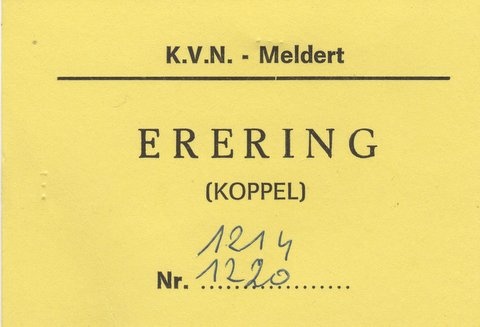 K.V.N. - Meldert
ERERING
(KOPPEL)
1214
Nr. 1220